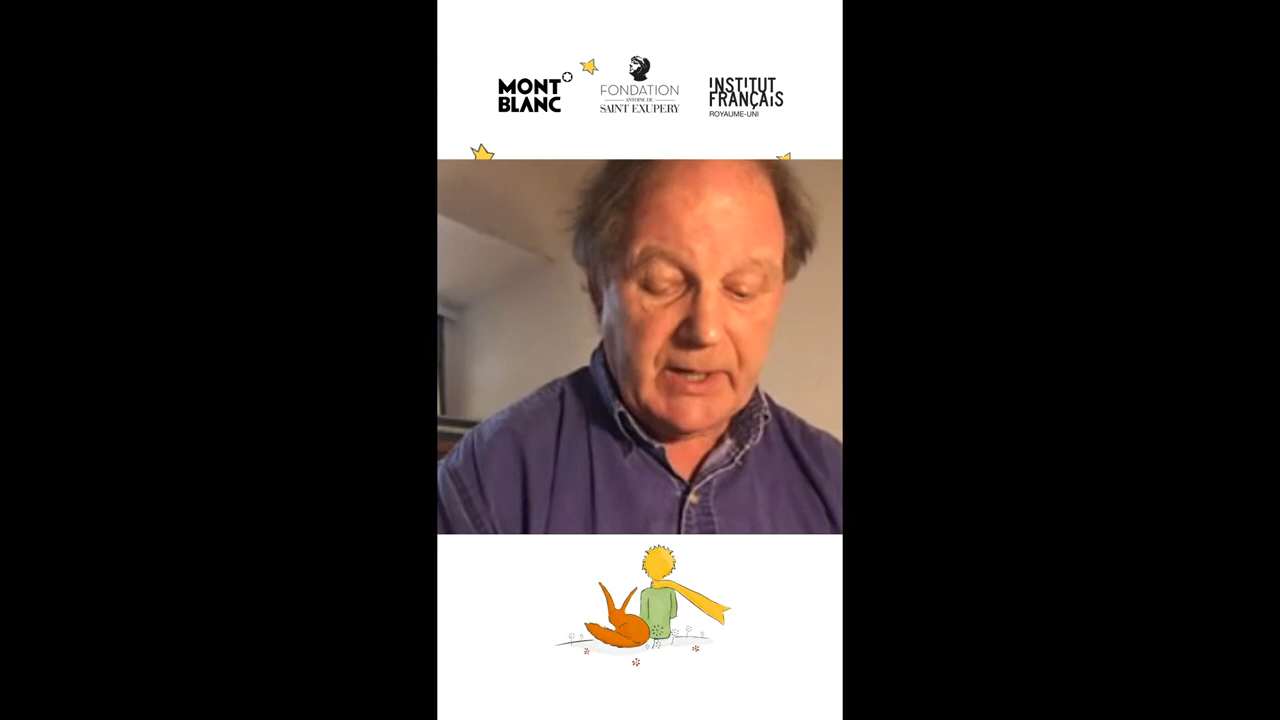 MONT
BLANC
FONDATION
ANTOINE DE
SAINT EXUPERY
INSTITUT
FRANÇAIS
ROYAUME-UNI